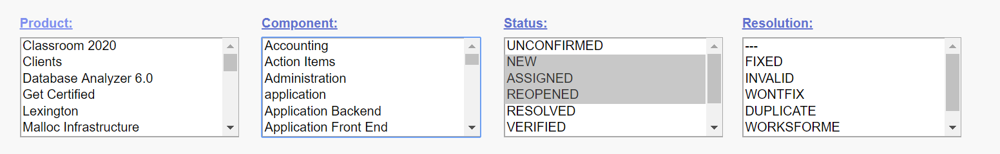 Product:
Classroom 2020
Clients
Database Analyzer 6.0
Get Certified
Lexington
Malloc Infrastructure
Component:
Accounting
Action Items
Administration
application
Application Backend
Application Front End
Status:
UNCONFIRMED
NEW
ASSIGNED
REOPENED
RESOLVED
VERIFIED
Resolution:
---
FIXED
INVALID
WONTFIX
DUPLICATE
WORKSFORME